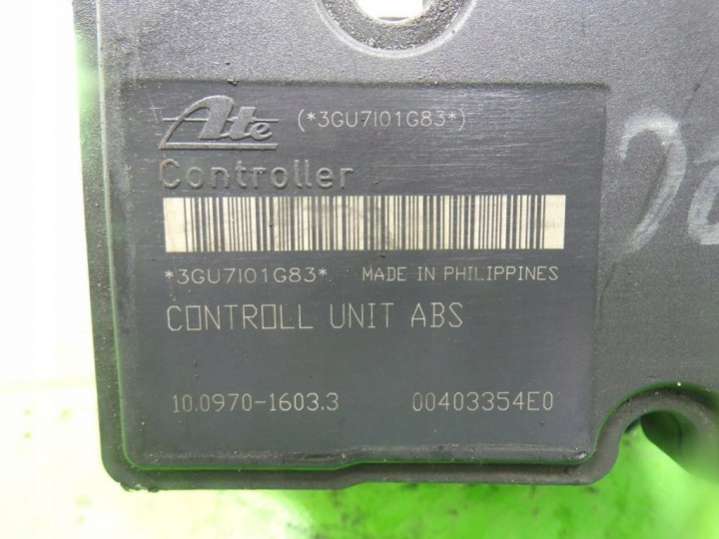 Ate (*3GU7I01G83*)
Controller
*3GU7I01G83* MADE IN PHILIPPINES
CONTROLL UNIT ABS
10.0970-1603.3 00403354E0